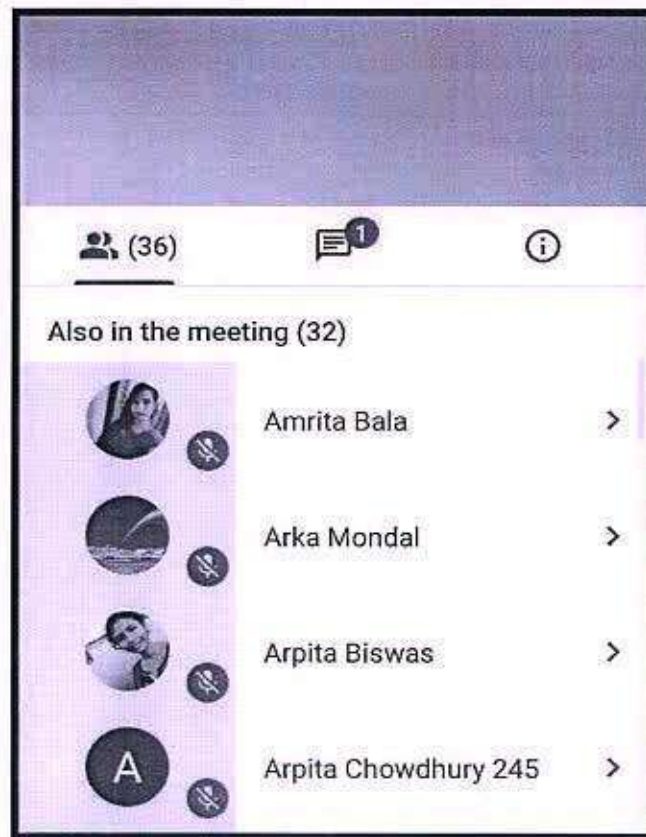 (36)
1
Also in the meeting (32)
Amrita Bala
Arka Mondal
Arpita Biswas
A
Arpita Chowdhury 245